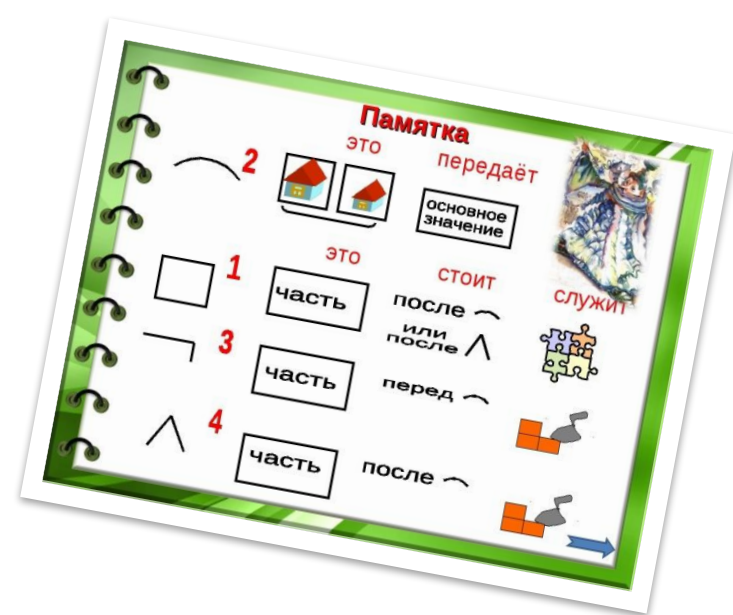 Памятка
это
передаёт
2
основное
значение
это
стоит
служит
1
часть
после
или
после
3
часть
перед
4
часть
после